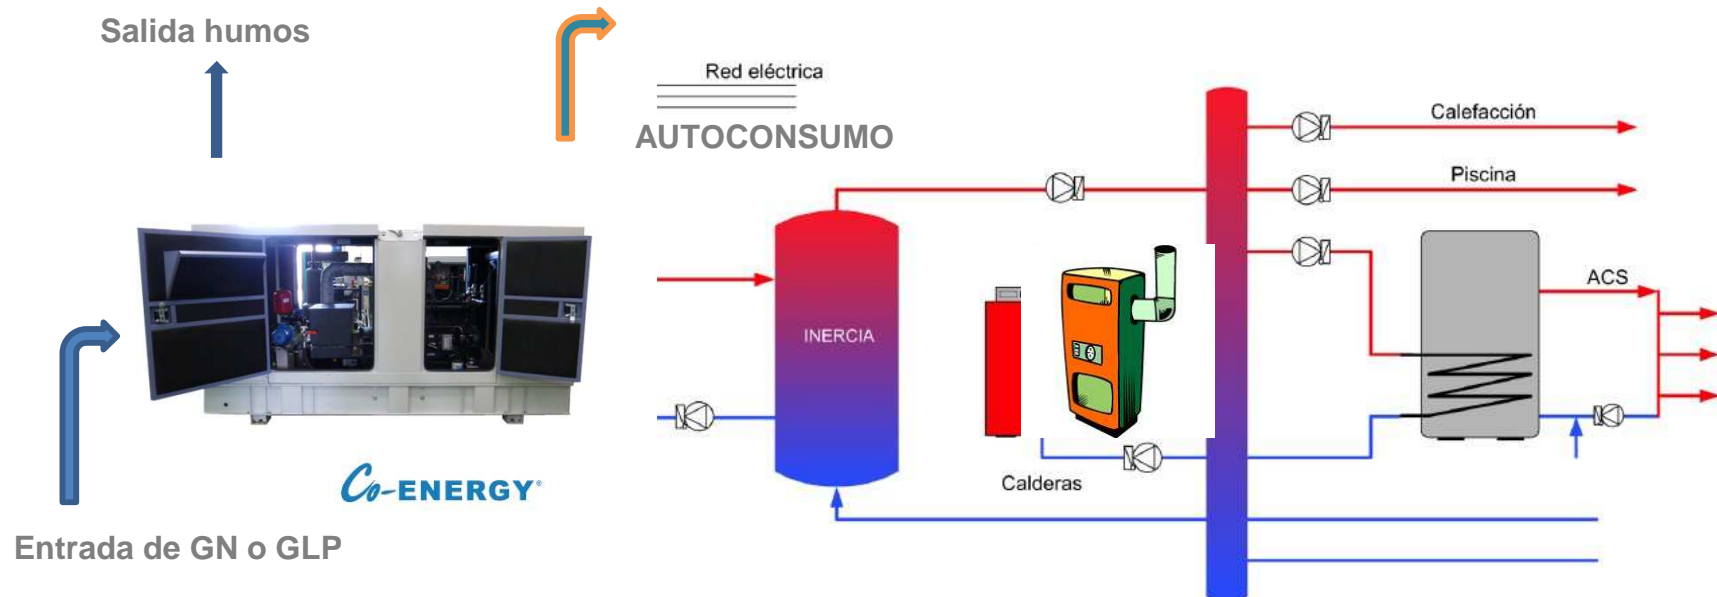 Salida humos
Red eléctrica
AUTOCONSUMO
Calefacción
Piscina
ACS
INERCIA
Calderas
Co-ENERGY
Entrada de GN o GLP